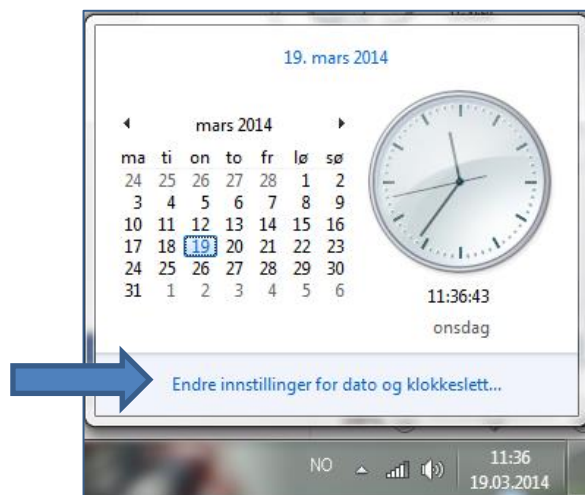 19. mars 2014
mars 2014
ma ti on to fr lø sø
24 25 26 27 28 1 2
3 4 5 6 7 8 9
10 11 12 13 14 15 16
17 18 19 20 21 22 23
24 25 26 27 28 29 30
31 1 2 3 4 5 6
11:36:43
onsdag
Endre innstillinger for dato og klokkeslett...
NO 11:36
19.03.2014